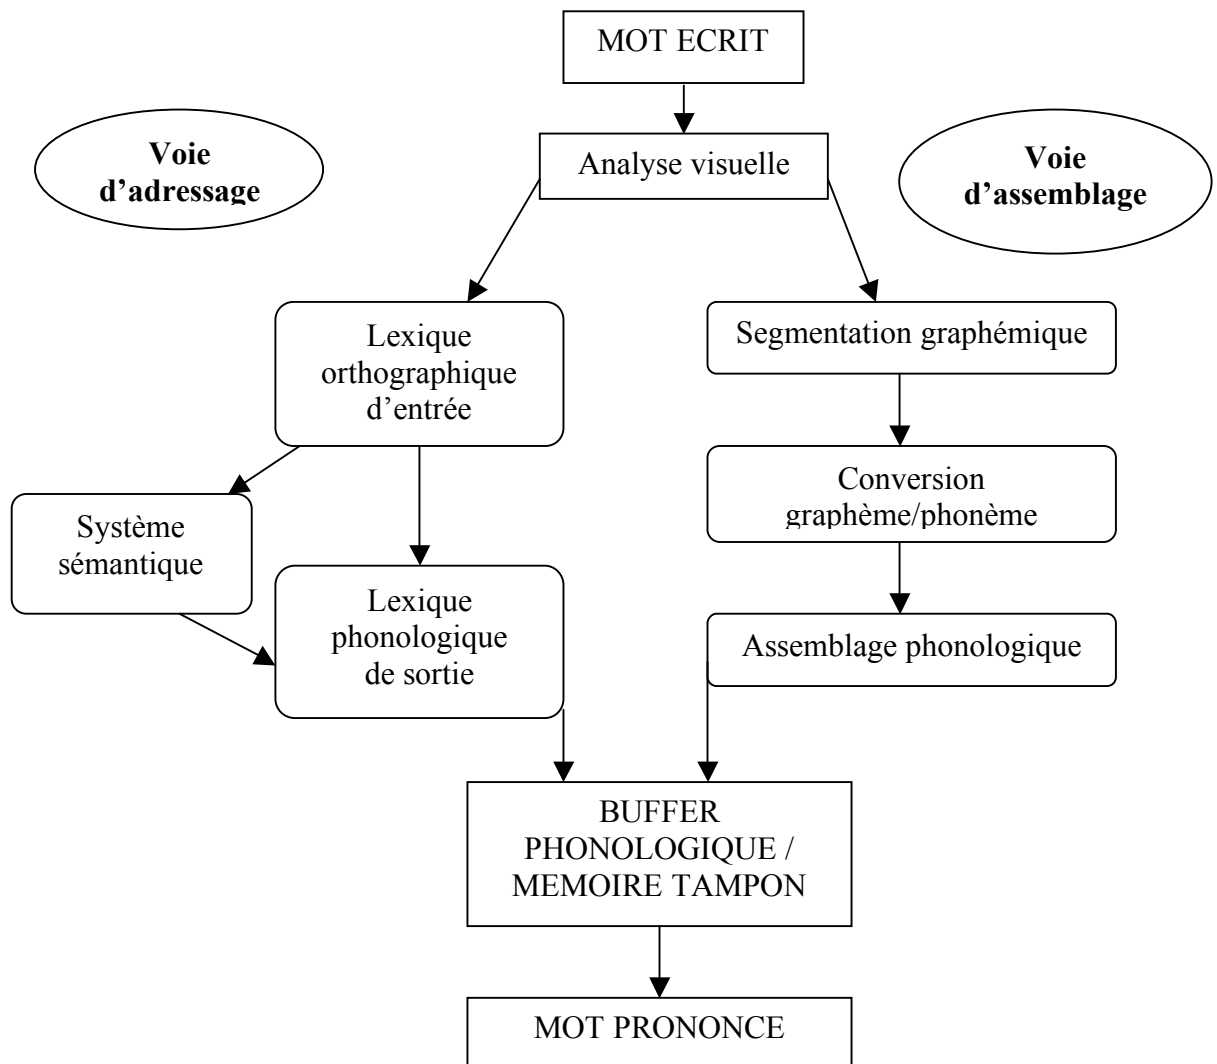 MOT ECRIT
Voie
d’adressage
Analyse visuelle
Voie
d’assemblage
Lexique
orthographique
d’entrée
Segmentation graphémique
Système
sémantique
Conversion
graphème/phonème
Lexique
phonologique
de sortie
Assemblage phonologique
BUFFER
PHONOLOGIQUE /
MEMOIRE TAMPON
MOT PRONONCE